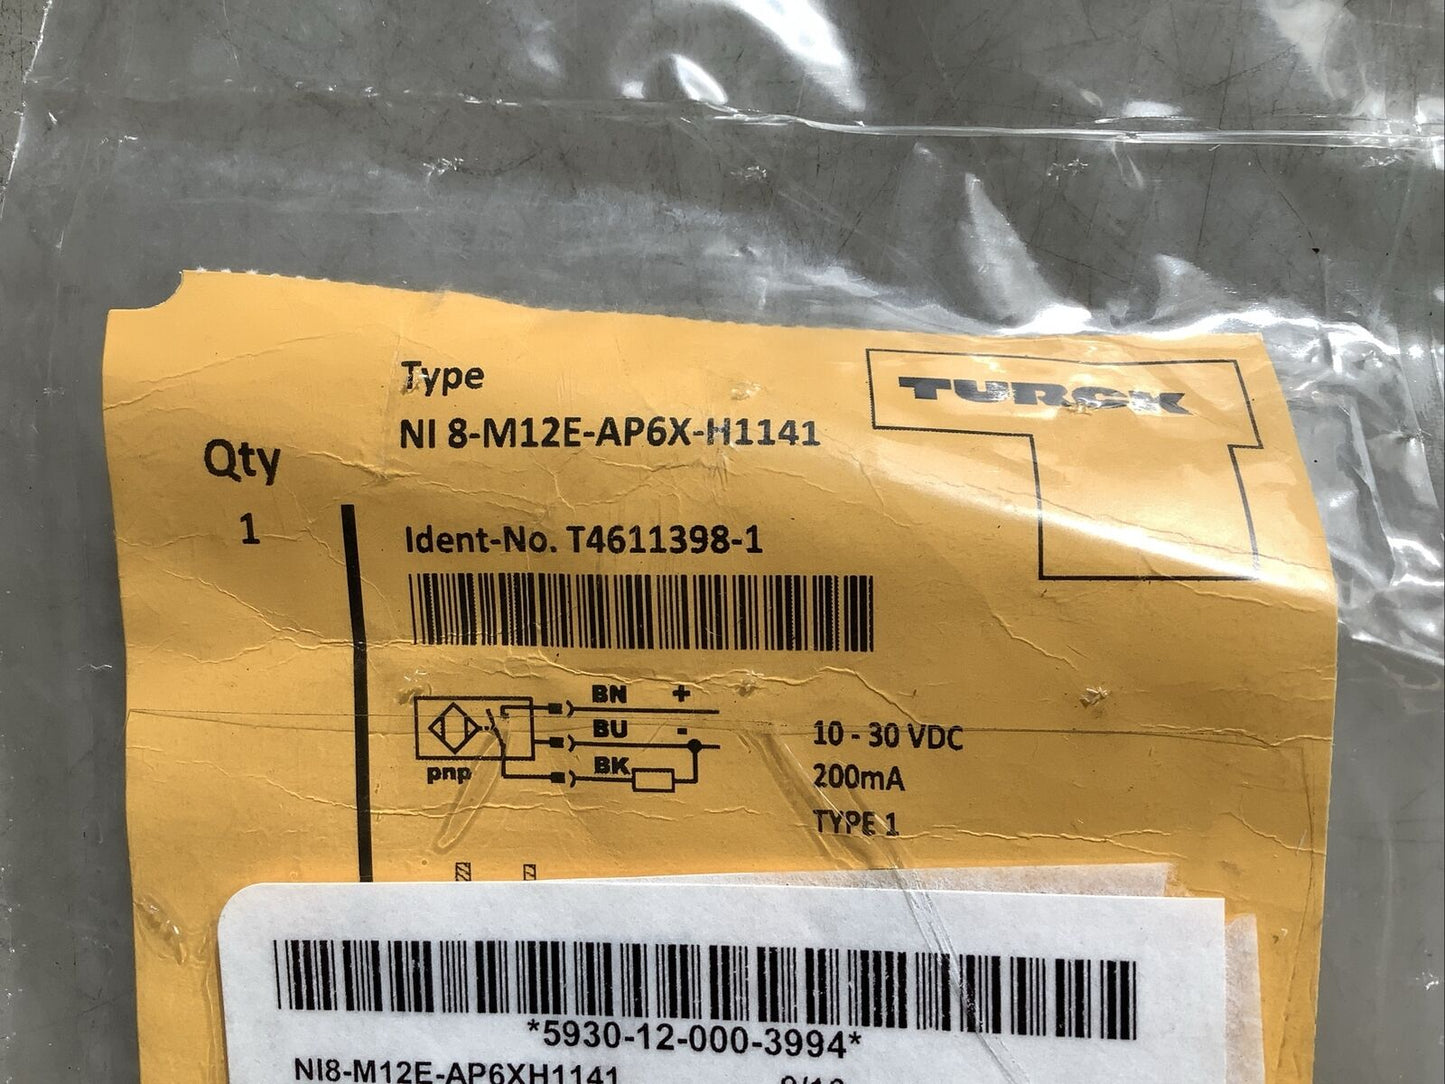 Type
TURCK
NI 8-M12E-AP6X-H1141
Qty
1
Ident-No. T4611398-1
BN +
BU -
BK
pnp
10 - 30 VDC
200mA
TYPE 1
*5930-12-000-3994*
NI8-M12E-AP6XH1141